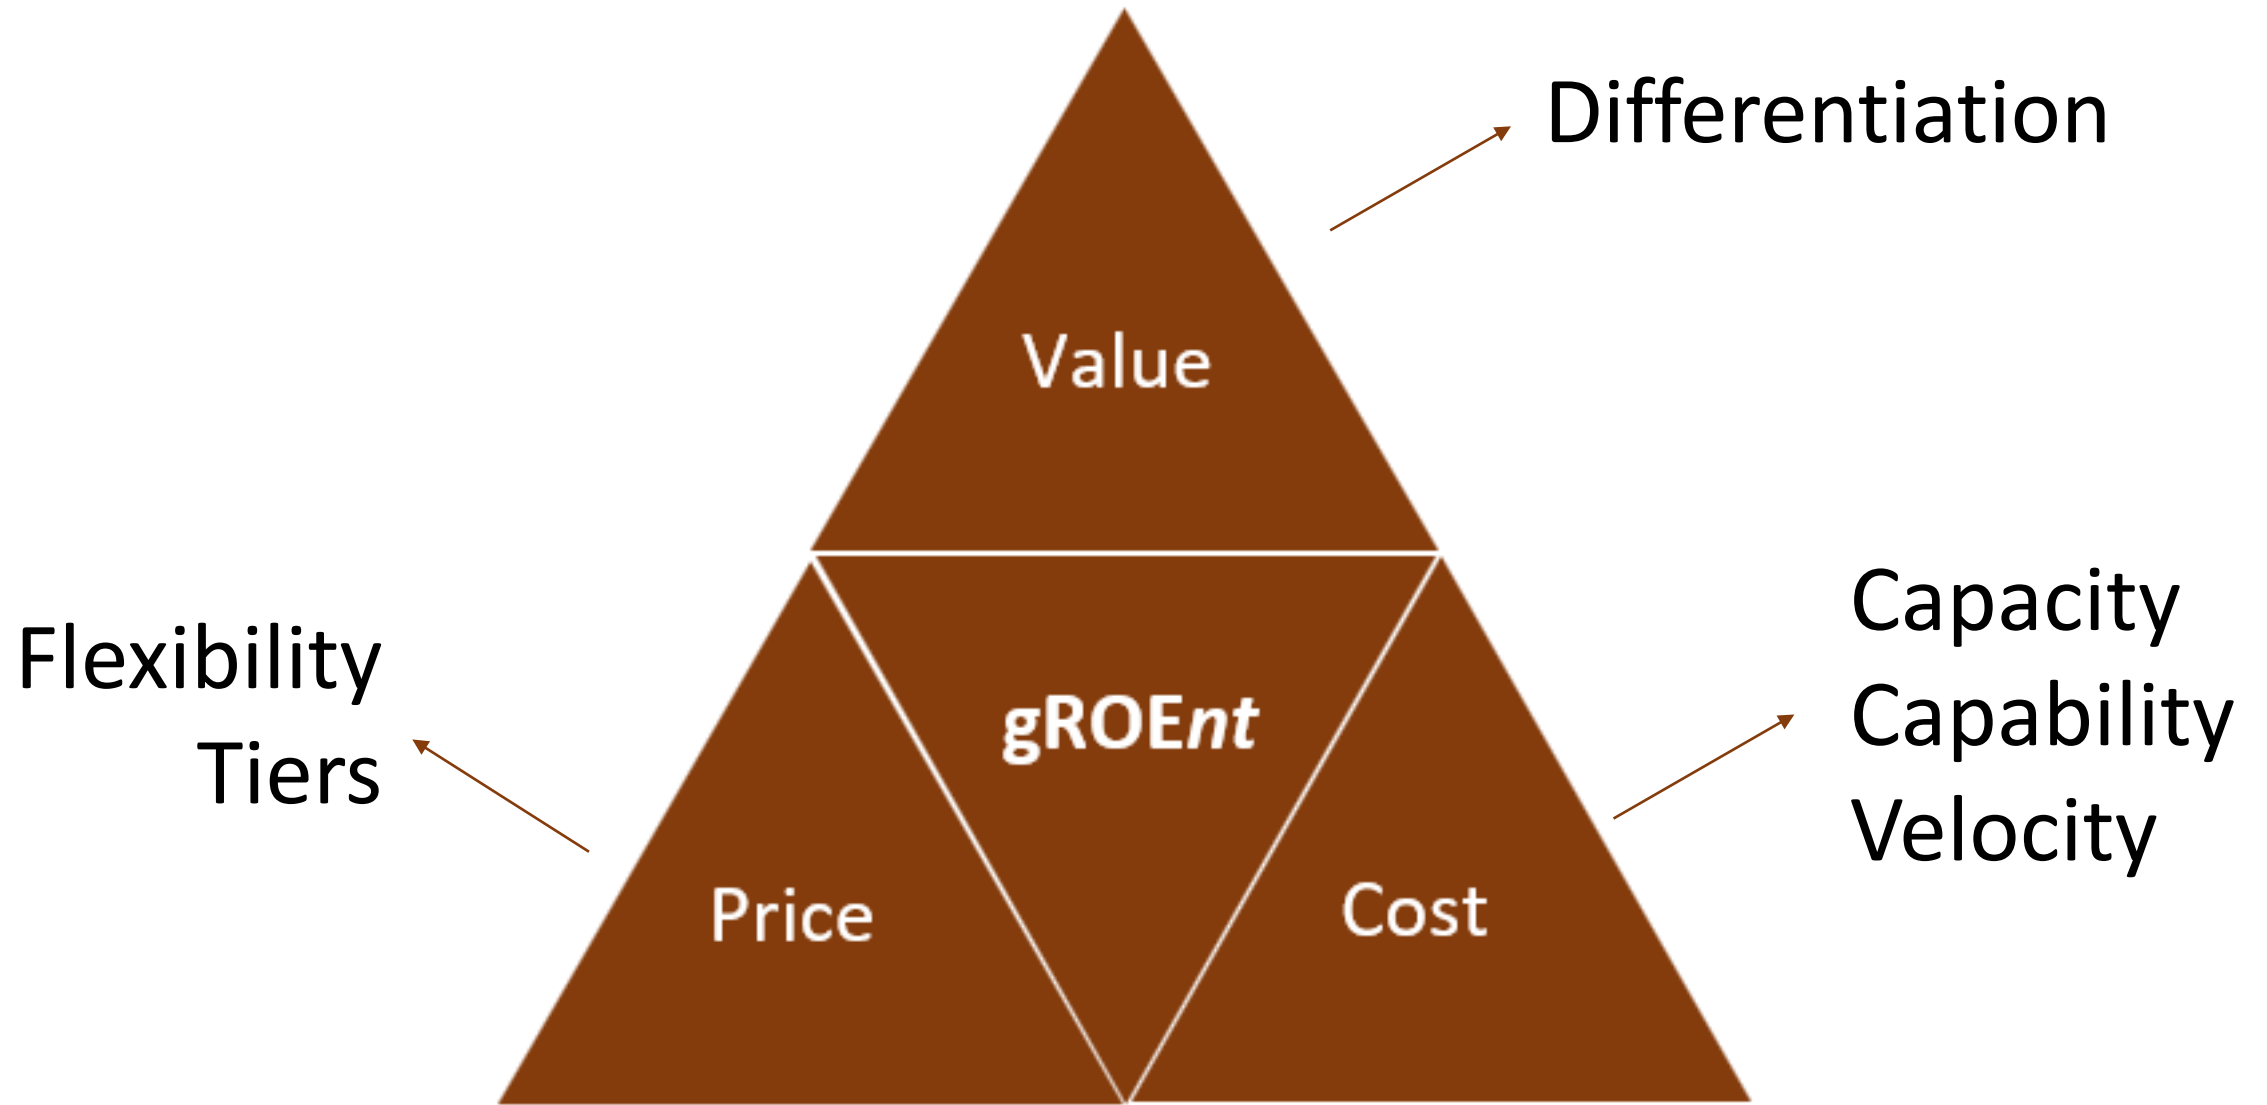 Differentiation
Value
Flexibility
Tiers
gROEnt
Capacity
Capability
Velocity
Price
Cost